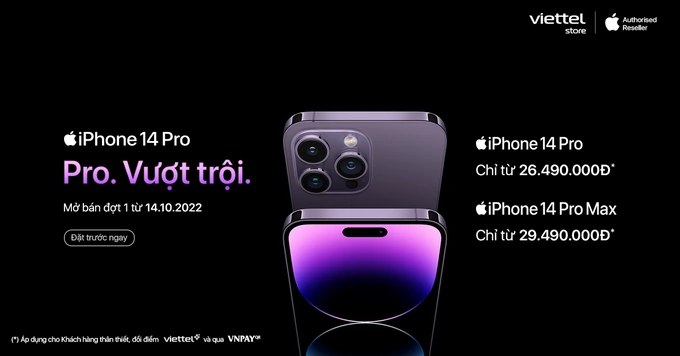 viettel
store
Authorised
Reseller
iPhone 14 Pro
Pro. Vượt trội.
Mở bán đợt 1 từ 14.10.2022
Đặt trước ngay
iPhone 14 Pro
Chỉ từ 26.490.000Đ*
iPhone 14 Pro Max
Chỉ từ 29.490.000Đ*
(*) Áp dụng cho Khách hàng thân thiết, đổi điểm viettel++ và qua VNPAYQR